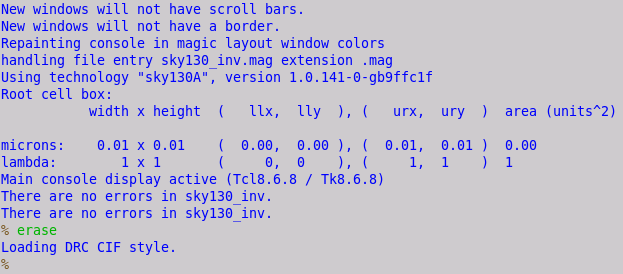 New windows will not have scroll bars.
New windows will not have a border.
Repainting console in magic layout window colors
handling file entry sky130_inv.mag extension .mag
Using technology "sky130A", version 1.0.141-0-gb9ffc1f
Root cell box:
           width x height  (   llx,  lly  ), (   urx,  ury  )  area (units^2)

microns:    0.01 x 0.01    (  0.00,  0.00 ), (  0.01,  0.01 )  0.00
lambda:        1 x 1       (     0,  0    ), (     1,  1    )  1
Main console display active (Tcl8.6.8 / Tk8.6.8)
There are no errors in sky130_inv.
There are no errors in sky130_inv.
% erase
Loading DRC CIF style.
%